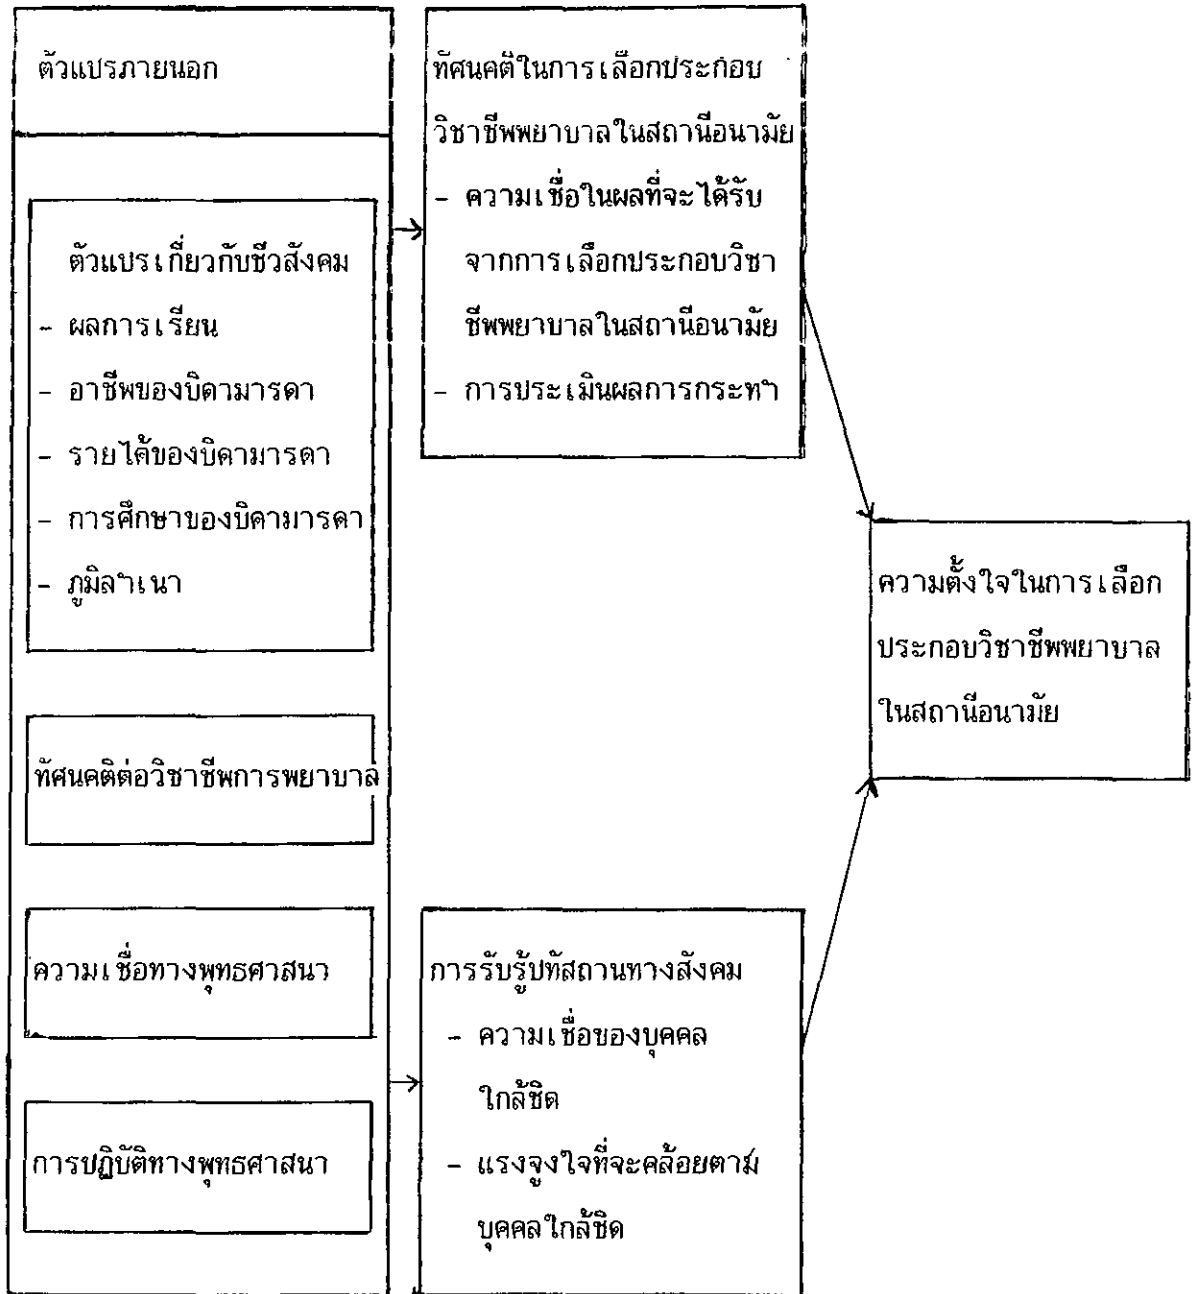 ตัวแปรภายนอก
ตัวแปรเกี่ยวกับชีวสังคม
- ผลการเรียน
- อาชีพของบิดามารดา
- รายได้ของบิดามารดา
- การศึกษาของบิดามารดา
- ภูมิลำเนา
ทัศนคติต่อวิชาชีพการพยาบาล
ความเชื่อทางพุทธศาสนา
การปฏิบัติทางพุทธศาสนา
ทัศนคติในการเลือกประกอบ
วิชาชีพพยาบาลในสถานีอนามัย
- ความเชื่อในผลที่จะได้รับ
จากการเลือกประกอบวิชา
ชีพพยาบาลในสถานีอนามัย
- การประเมินผลการกระทำ
การรับรู้ปทัสถานทางสังคม
- ความเชื่อของบุคคล
ใกล้ชิด
- แรงจูงใจที่จะคล้อยตาม
บุคคลใกล้ชิด
ความตั้งใจในการเลือก
ประกอบวิชาชีพพยาบาล
ในสถานีอนามัย